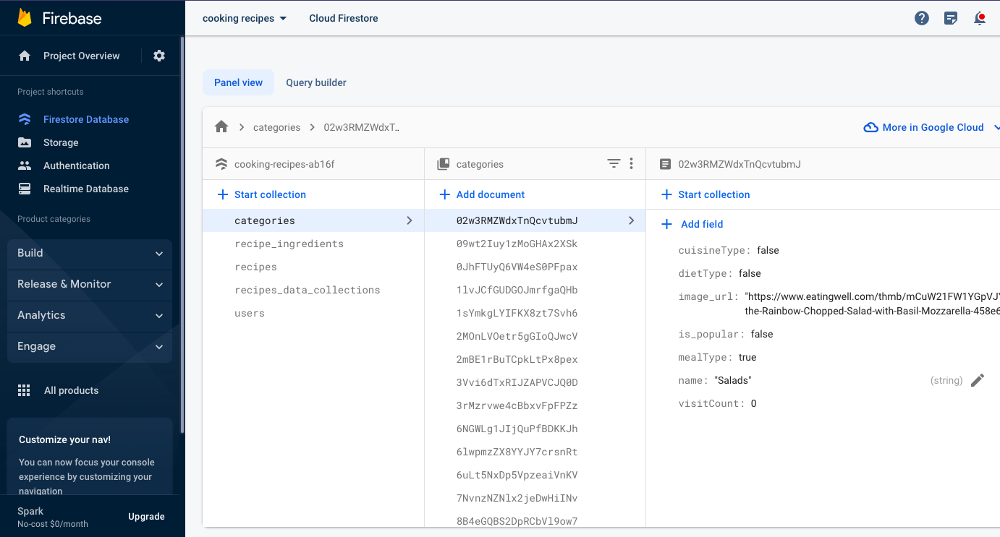 Firebase
cooking recipes
Cloud Firestore
Project Overview
Project shortcuts
Firestore Database
Storage
Authentication
Realtime Database
Product categories
Build
Release & Monitor
Analytics
Engage
All products
Customize your nav!
You can now focus your console
experience by customizing your
navigation
Spark
No-cost $0/month
Upgrade
Panel view
Query builder
categories
02w3RMZWdxT..
More in Google Cloud
cooking-recipes-ab16f
Start collection
categories
recipe_ingredients
recipes
recipes_data_collections
users
categories
Add document
02w3RMZWdxTnQcvtubmJ
09wt2Iuy1zMoGHAx2XSk
0JhFTUyQ6VW4eS0PFpax
1lvJCfGUDGOJmrfgaQHb
1sYmkgLYIFKX8zt7Svh6
2MOnLVOetr5gGIoQJwcV
2mBE1rBuTCpkLtPx8pex
3Vvi6dTxRIJZAPVCJQ0D
3rMzrvwe4cBbxvFpFPZz
6NGWLg1JIjQuPfBDKKJh
6lwpmzZX8YYJY7crsnRt
6uLt5NxDp5VpzeaiVnKV
7NvnzNZNlx2jeDwHiINv
8B4eGQBS2DpRCbVl9ow7
02w3RMZWdxTnQcvtubmJ
Start collection
Add field
cuisineType: false
dietType: false
image_url: "https://www.eatingwell.com/thmb/mCuW21FW1YGpVJY
the-Rainbow-Chopped-Salad-with-Basil-Mozzarella-458e6
is_popular: false
mealType: true
name: "Salads" (string)
visitCount: 0